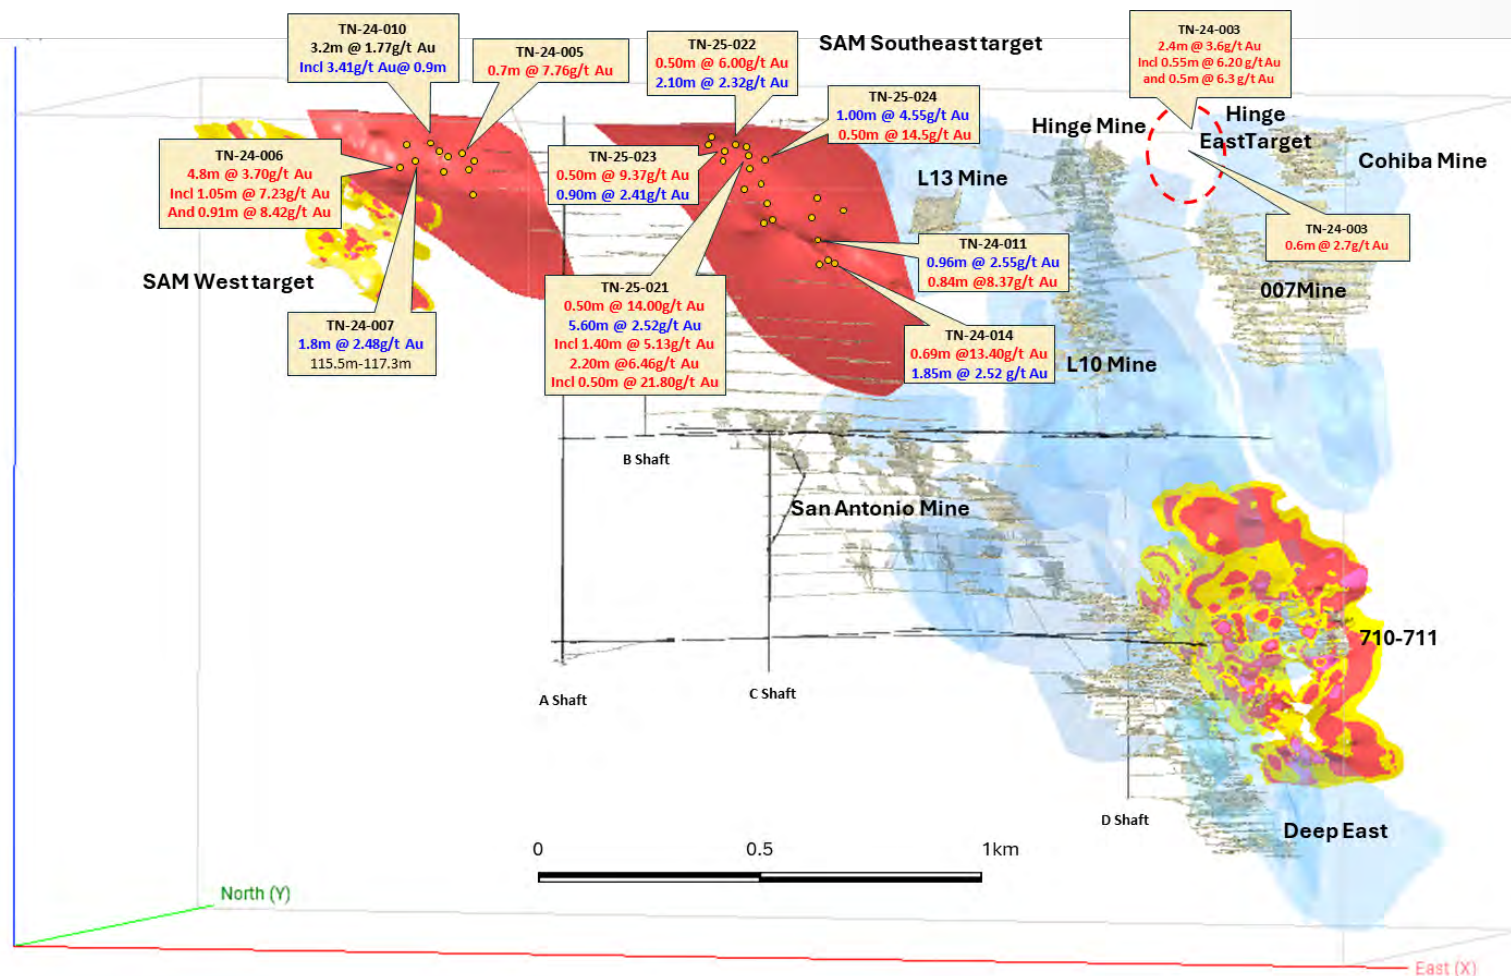 TN-24-010
3.2m @ 1.77g/t Au
Incl 3.41g/t Au@ 0.9m
TN-24-005
0.7m @ 7.76g/t Au
TN-25-022
0.50m @ 6.00g/t Au
2.10m @ 2.32g/t Au
SAM Southeast target
TN-24-003
2.4m @ 3.6g/t Au
Incl 0.55m @ 6.20 g/t Au
and 0.5m @ 6.3 g/t Au
TN-25-024
1.00m @ 4.55g/t Au
0.50m @ 14.5g/t Au
Hinge Mine
Hinge
EastTarget
Cohiba Mine
TN-24-006
4.8m @ 3.70g/t Au
Incl 1.05m @ 7.23g/t Au
And 0.91m @ 8.42g/t Au
TN-25-023
0.50m @ 9.37g/t Au
0.90m @ 2.41g/t Au
L13 Mine
TN-24-003
0.6m @ 2.7g/t Au
TN-24-011
0.96m @ 2.55g/t Au
0.84m @8.37g/t Au
SAM West target
007Mine
TN-25-021
0.50m @ 14.00g/t Au
5.60m @ 2.52g/t Au
Incl 1.40m @ 5.13g/t Au
2.20m @6.46g/t Au
Incl 0.50m @ 21.80g/t Au
TN-24-007
1.8m @ 2.48g/t Au
115.5m-117.3m
TN-24-014
0.69m @13.40g/t Au
1.85m @ 2.52 g/t Au
L10 Mine
B Shaft
San Antonio Mine
710-711
A Shaft
C Shaft
D Shaft
Deep East
0 0.5 1km
North (Y)
East (X)